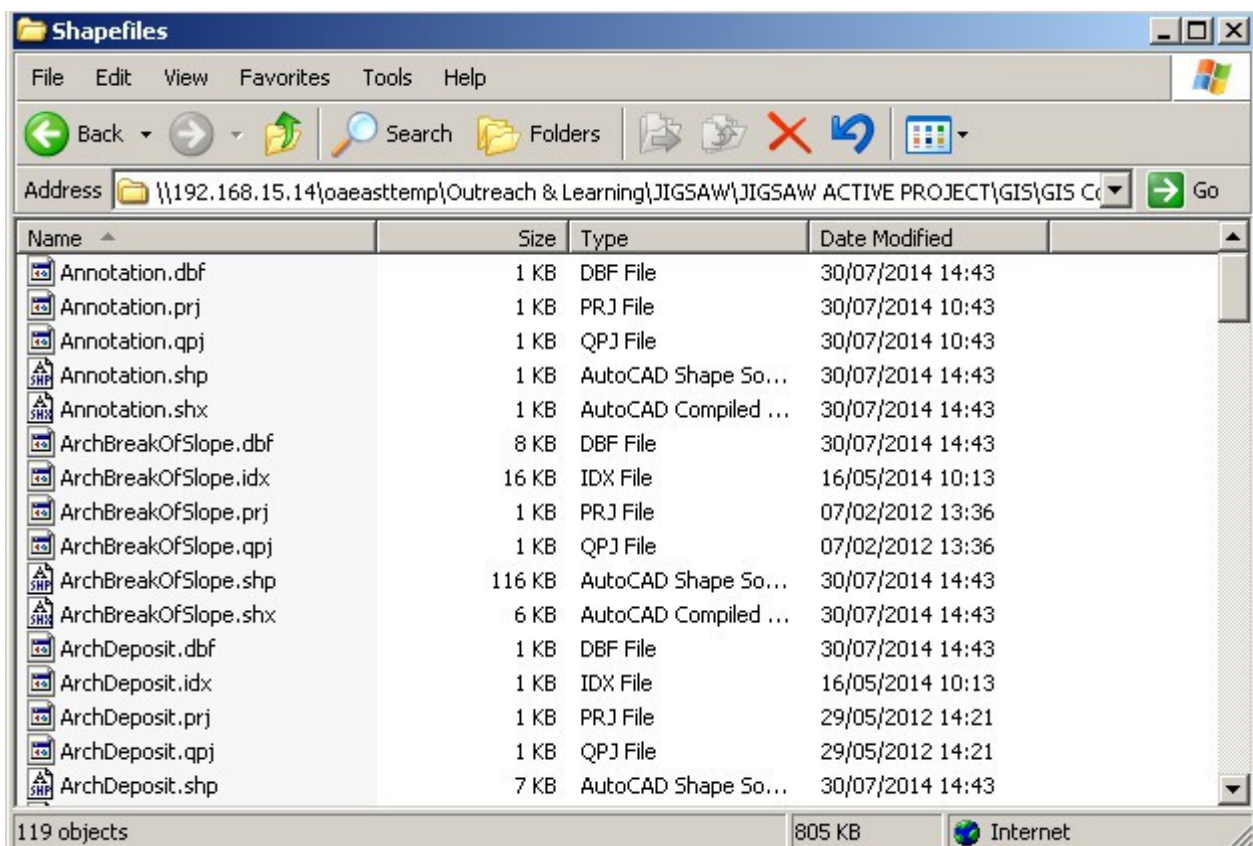 Shapefiles
File Edit View Favorites Tools Help
Back Search Folders
Address \\192.168.15.14\oaeasttemp\Outreach & Learning\JIGSAW\JIGSAW ACTIVE PROJECT\GIS\GIS Co Go
Name Size Type Date Modified
Annotation.dbf 1 KB DBF File 30/07/2014 14:43
Annotation.prj 1 KB PRJ File 30/07/2014 10:43
Annotation.qpj 1 KB QPJ File 30/07/2014 10:43
Annotation.shp 1 KB AutoCAD Shape So... 30/07/2014 14:43
Annotation.shx 1 KB AutoCAD Compiled ... 30/07/2014 14:43
ArchBreakOfSlope.dbf 8 KB DBF File 30/07/2014 14:43
ArchBreakOfSlope.idx 16 KB IDX File 16/05/2014 10:13
ArchBreakOfSlope.prj 1 KB PRJ File 07/02/2012 13:36
ArchBreakOfSlope.qpj 1 KB QPJ File 07/02/2012 13:36
ArchBreakOfSlope.shp 116 KB AutoCAD Shape So... 30/07/2014 14:43
ArchBreakOfSlope.shx 6 KB AutoCAD Compiled ... 30/07/2014 14:43
ArchDeposit.dbf 1 KB DBF File 30/07/2014 14:43
ArchDeposit.idx 1 KB IDX File 16/05/2014 10:13
ArchDeposit.prj 1 KB PRJ File 29/05/2012 14:21
ArchDeposit.qpj 1 KB QPJ File 29/05/2012 14:21
ArchDeposit.shp 7 KB AutoCAD Shape So... 30/07/2014 14:43
119 objects 805 KB Internet